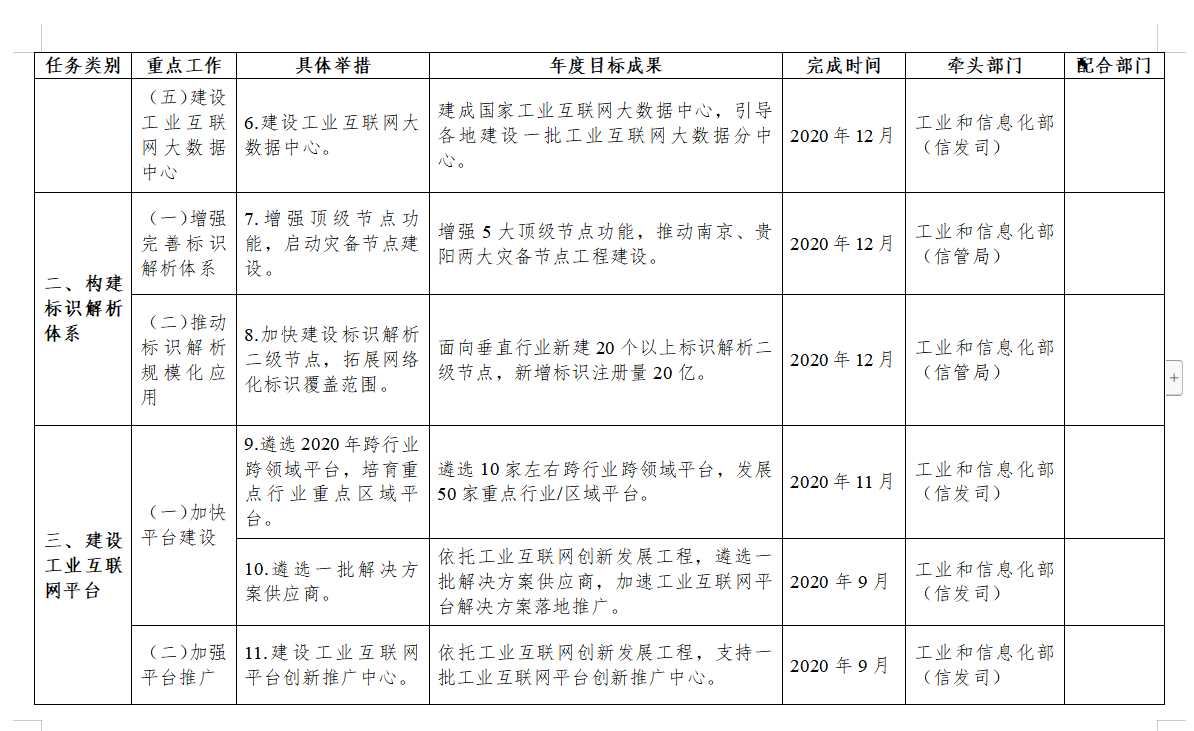 任务类别 重点工作 具体举措 年度目标成果 完成时间 牵头部门 配合部门
（五）建设
工业互联
网大数据
中心
6.建设工业互联网大
数据中心。
建成国家工业互联网大数据中心，引导
各地建设一批工业互联网大数据分中
心。
2020 年 12 月
工业和信息化部
（信发司）
二、构建
标识解析
体系
（一）增强
完善标识
解析体系
7.增强顶级节点功
能，启动灾备节点建
设。
增强 5 大顶级节点功能，推动南京、贵
阳两大灾备节点工程建设。
2020 年 12 月
工业和信息化部
（信管局）
（二）推动
标识解析
规模化应
用
8.加快建设标识解析
二级节点，拓展网络
化标识覆盖范围。
面向垂直行业新建 20 个以上标识解析二
级节点，新增标识注册量 20 亿。
2020 年 12 月
工业和信息化部
（信管局）
三、建设
工业互联
网平台
（一）加快
平台建设
9.遴选 2020 年跨行业
跨领域平台，培育重
点行业重点区域平
台。
遴选 10 家左右跨行业跨领域平台，发展
50 家重点行业/区域平台。
2020 年 11 月
工业和信息化部
（信发司）
10.遴选一批解决方
案供应商。
依托工业互联网创新发展工程，遴选一
批解决方案供应商，加速工业互联网平
台解决方案落地推广。
2020 年 9 月
工业和信息化部
（信发司）
（二）加强
平台推广
11.建设工业互联网
平台创新推广中心。
依托工业互联网创新发展工程，支持一
批工业互联网平台创新推广中心。
2020 年 9 月
工业和信息化部
（信发司）